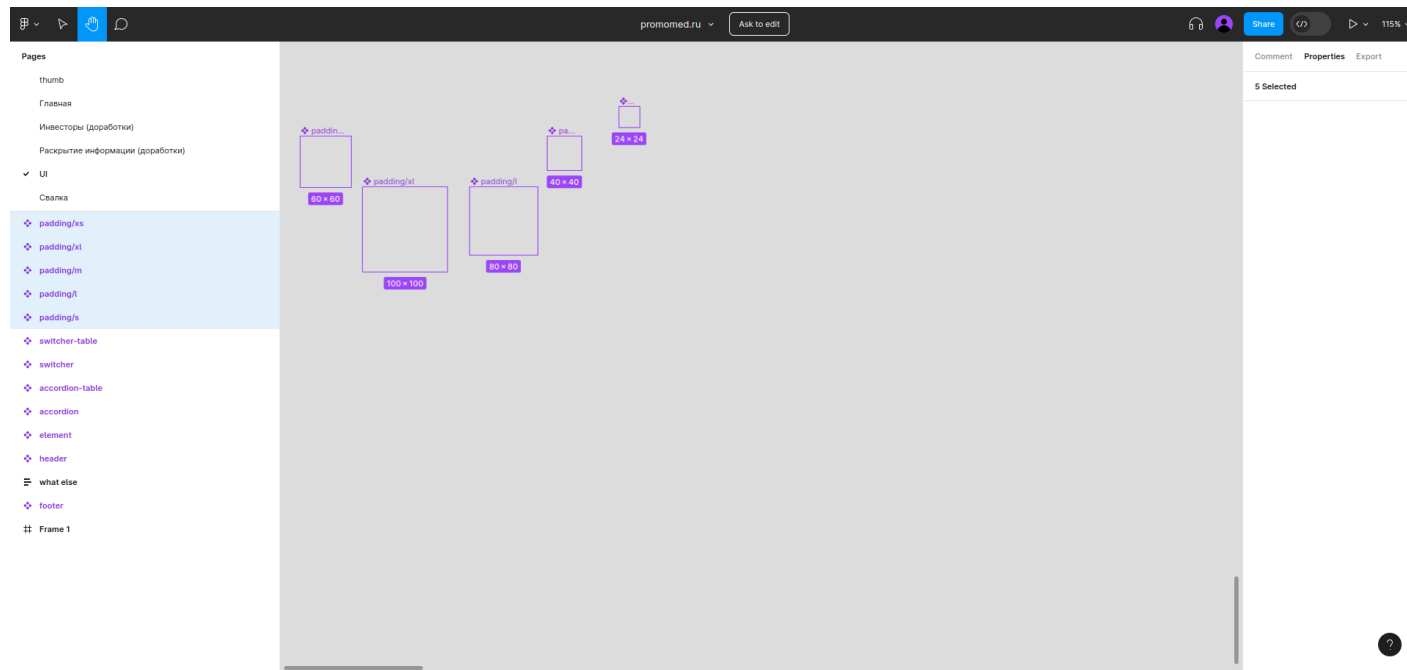 promomed.ru
Ask to edit
Share
115%
Pages
thumb
Главная
Инвесторы (доработки)
Раскрытие информации (доработки)
UI
Свалка
padding/xs
padding/xl
padding/m
padding/l
padding/s
switcher-table
switcher
accordion-table
accordion
element
header
what else
footer
Frame 1
paddin...
60 × 60
padding/xl
100 × 100
padding/l
80 × 80
pa...
40 × 40
...
24 × 24
Comment Properties Export
5 Selected
?